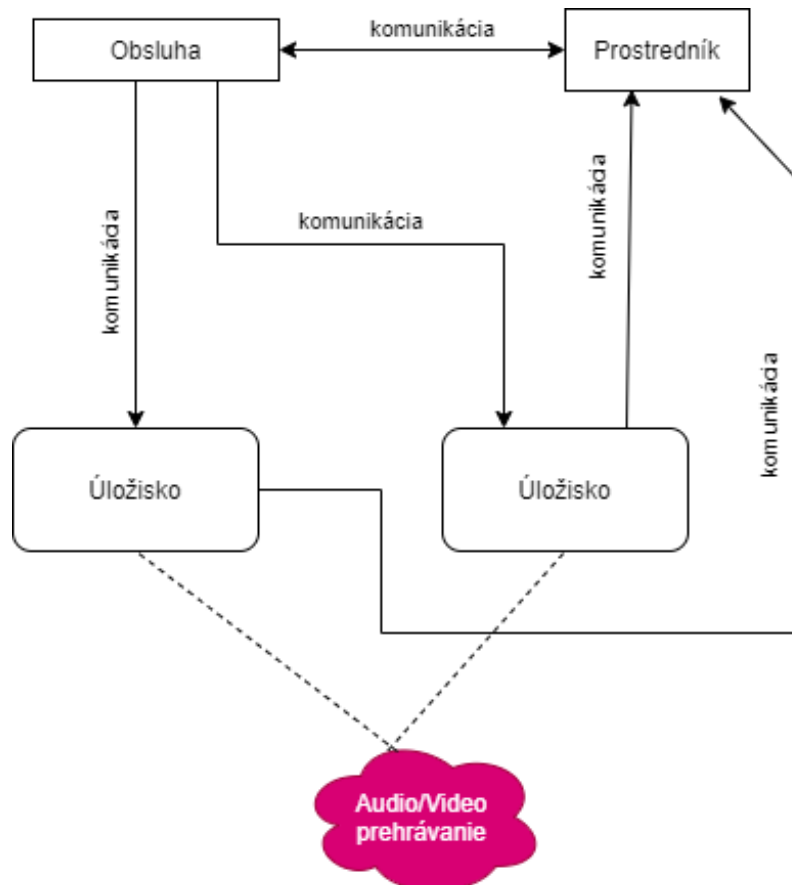 komunikácia
Obsluha
Prostredník
komunikácia
komunikácia
komunikácia
komunikácia
Úložisko
Úložisko
Audio/Video
prehrávanie